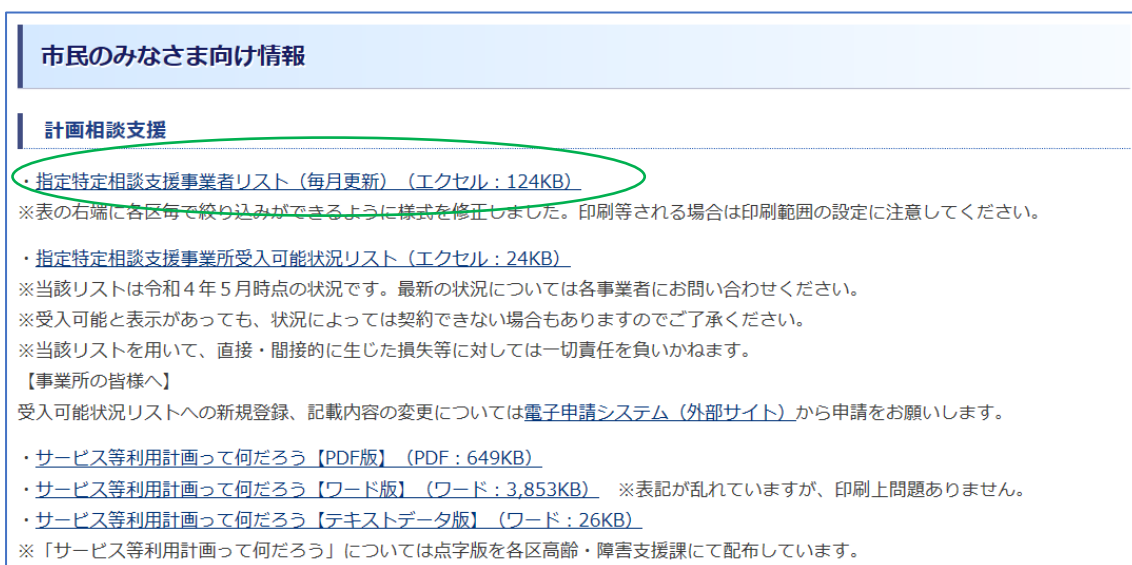 市民のみなさま向け情報
計画相談支援
・指定特定相談支援事業者リスト（毎月更新）（エクセル：124KB）
※表の右端に各区毎で絞り込みができるように様式を修正しました。印刷等される場合は印刷範囲の設定に注意してください。
・指定特定相談支援事業所受入可能状況リスト（エクセル：24KB）
※当該リストは令和４年５月時点の状況です。最新の状況については各事業者にお問い合わせください。
※受入可能と表示があっても、状況によっては契約できない場合もありますのでご了承ください。
※当該リストを用いて、直接・間接的に生じた損失等に対しては一切責任を負いかねます。
【事業所の皆様へ】
受入可能状況リストへの新規登録、記載内容の変更については電子申請システム（外部サイト）から申請をお願いします。
・サービス等利用計画って何だろう【PDF版】（PDF：649KB）
・サービス等利用計画って何だろう【ワード版】（ワード：3,853KB）　※表記が乱れていますが、印刷上問題ありません。
・サービス等利用計画って何だろう【テキストデータ版】（ワード：26KB）
※「サービス等利用計画って何だろう」については点字版を各区高齢・障害支援課にて配布しています。